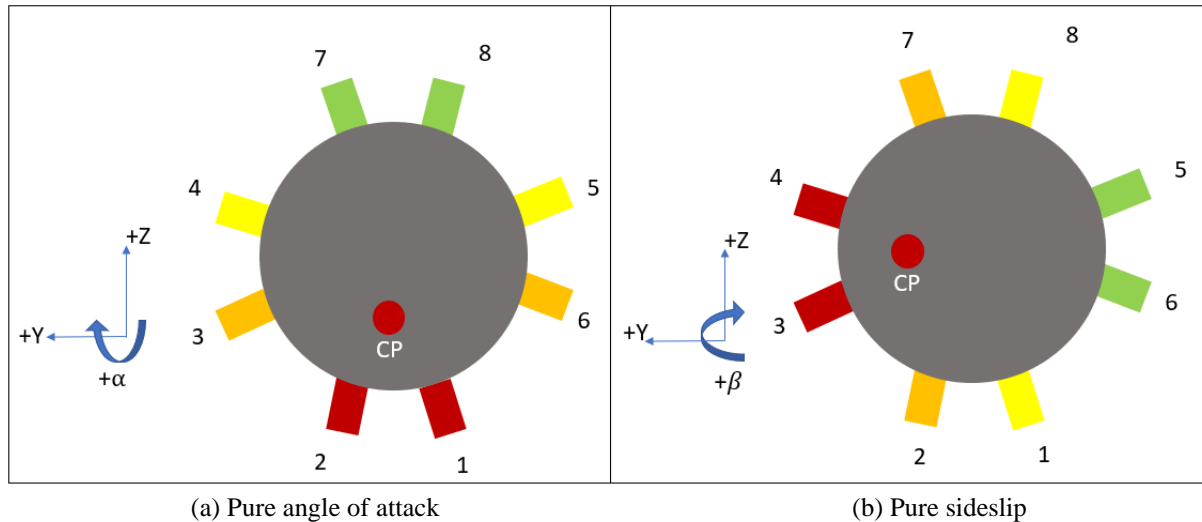 7
8
4
5
+Z
+Y
3
6
CP
+α
2
1
(a) Pure angle of attack
7
8
4
5
+Z
CP
+Y
3
6
+β
2
1
(b) Pure sideslip